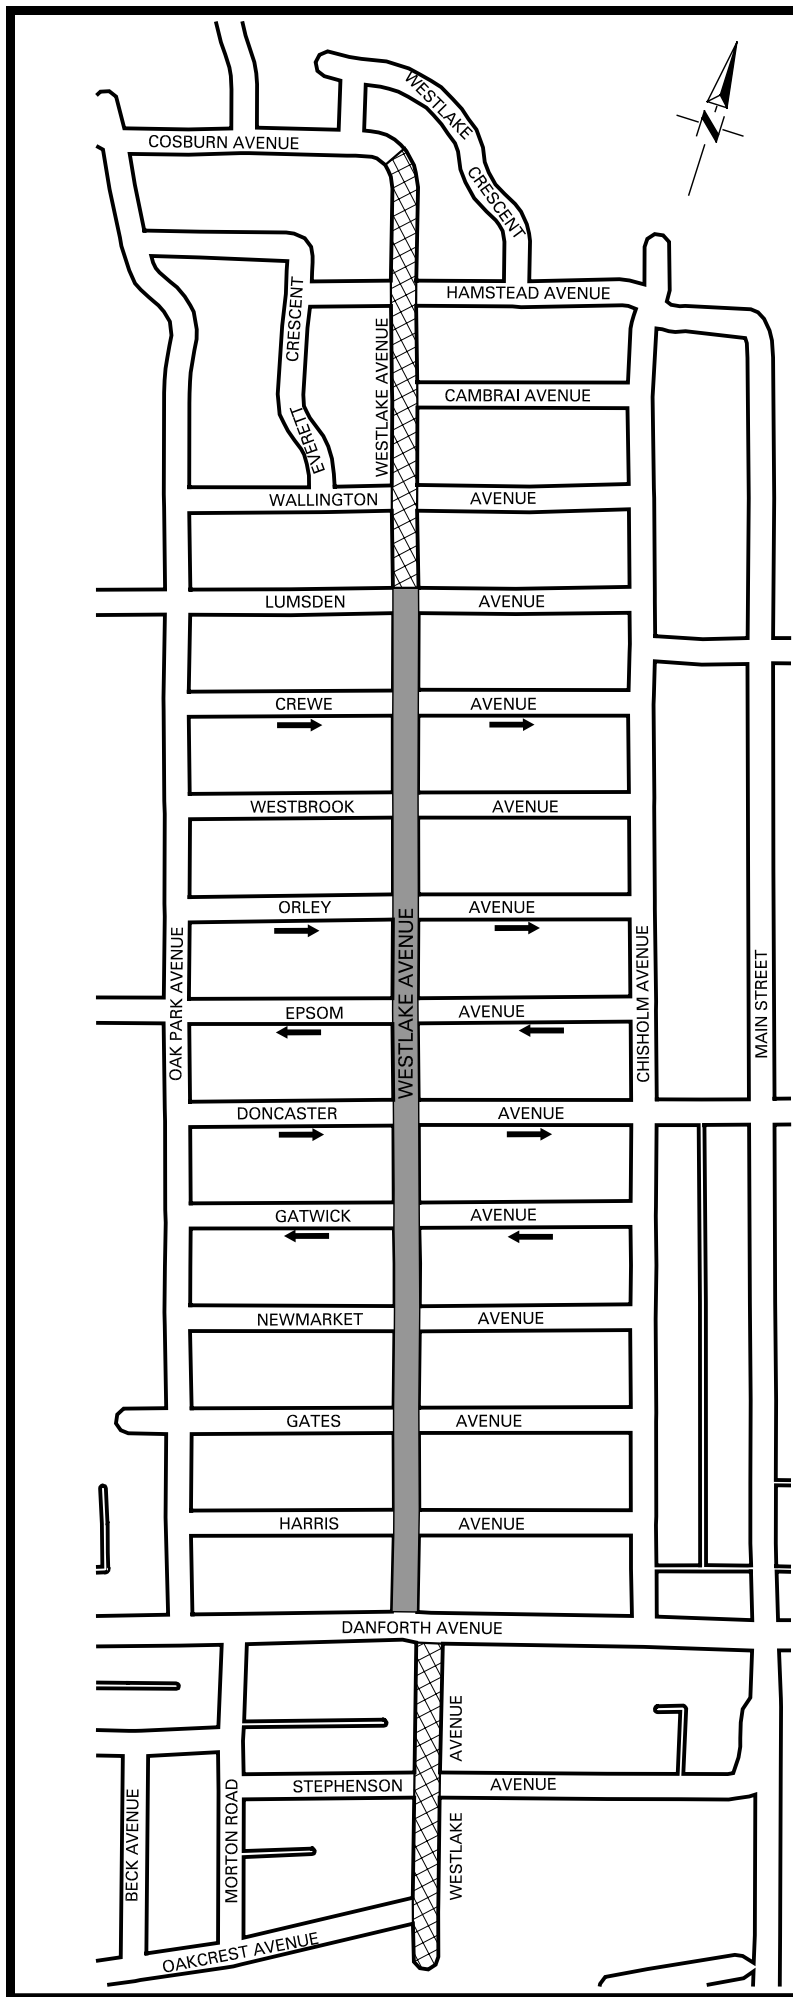 WESTLAKE
COSBURN AVENUE
CRESCENT
N
HAMSTEAD AVENUE
CRESCENT
WESTLAKE AVENUE
CAMBRAI AVENUE
EVERETT
WALLINGTON AVENUE
LUMSDEN AVENUE
CREWE AVENUE
WESTBROOK AVENUE
ORLEY AVENUE
OAK PARK AVENUE
WESTLAKE AVENUE
CHISHOLM AVENUE
MAIN STREET
EPSOM AVENUE
DONCASTER AVENUE
GATWICK AVENUE
NEWMARKET AVENUE
GATES AVENUE
HARRIS AVENUE
DANFORTH AVENUE
AVENUE
STEPHENSON AVENUE
BECK AVENUE
MORTON ROAD
WESTLAKE
OAKCREST AVENUE